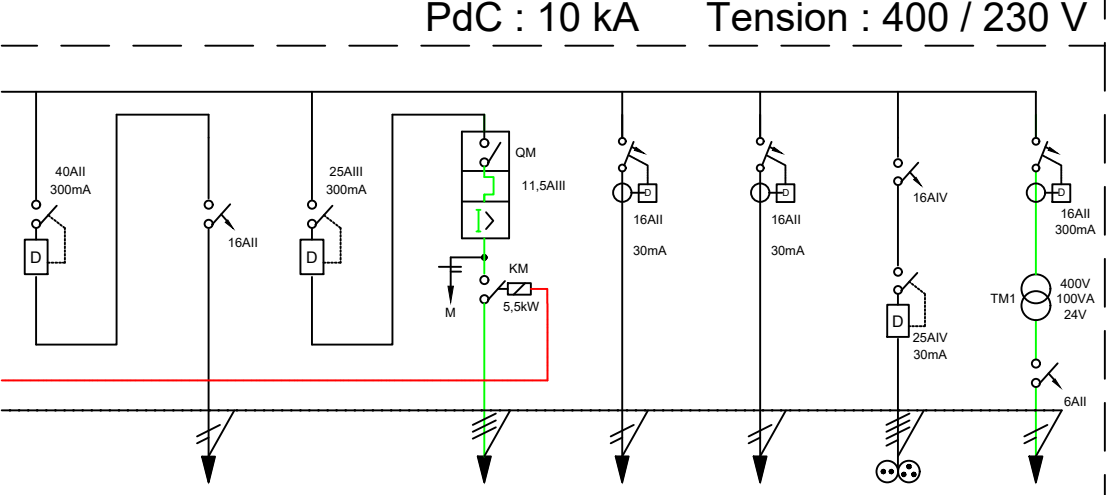 PdC : 10 kA Tension : 400 / 230 V
40AII
300mA
D
16AII
25AIII
300mA
D
QM
11,5AIII
M
KM
5,5kW
D
16AII
30mA
D
16AII
30mA
16AIV
D
25AIV
30mA
D
16AII
300mA
TM1
400V
100VA
24V
6AII